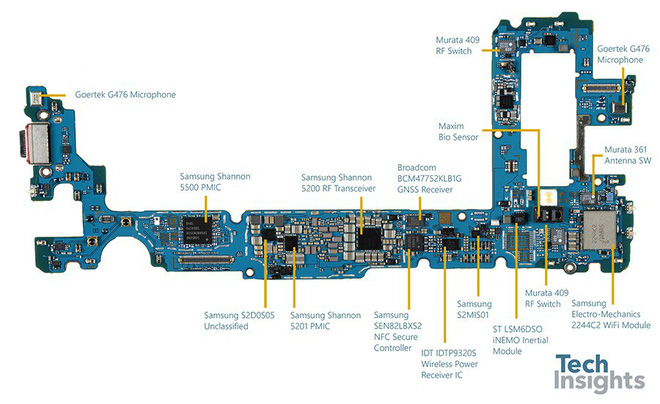 Murata 409
RF Switch
Goertek G476
Microphone
Goertek G476 Microphone
Maxim
Bio Sensor
Murata 361
Antenna SW
Samsung Shannon
5500 PMIC
Samsung Shannon
5200 RF Transceiver
Broadcom
BCM47752KLB1G
GNSS Receiver
Samsung S2D0S05
Unclassified
Samsung Shannon
5201 PMIC
Samsung
SEN82LBXS2
NFC Secure
Controller
IDT IDTP9320S
Wireless Power
Receiver IC
Samsung
S2MIS01
ST LSM6DSO
iNEMO Inertial
Module
Murata 409
RF Switch
Samsung
Electro-Mechanics
2244C2 WiFi Module
Tech
Insights